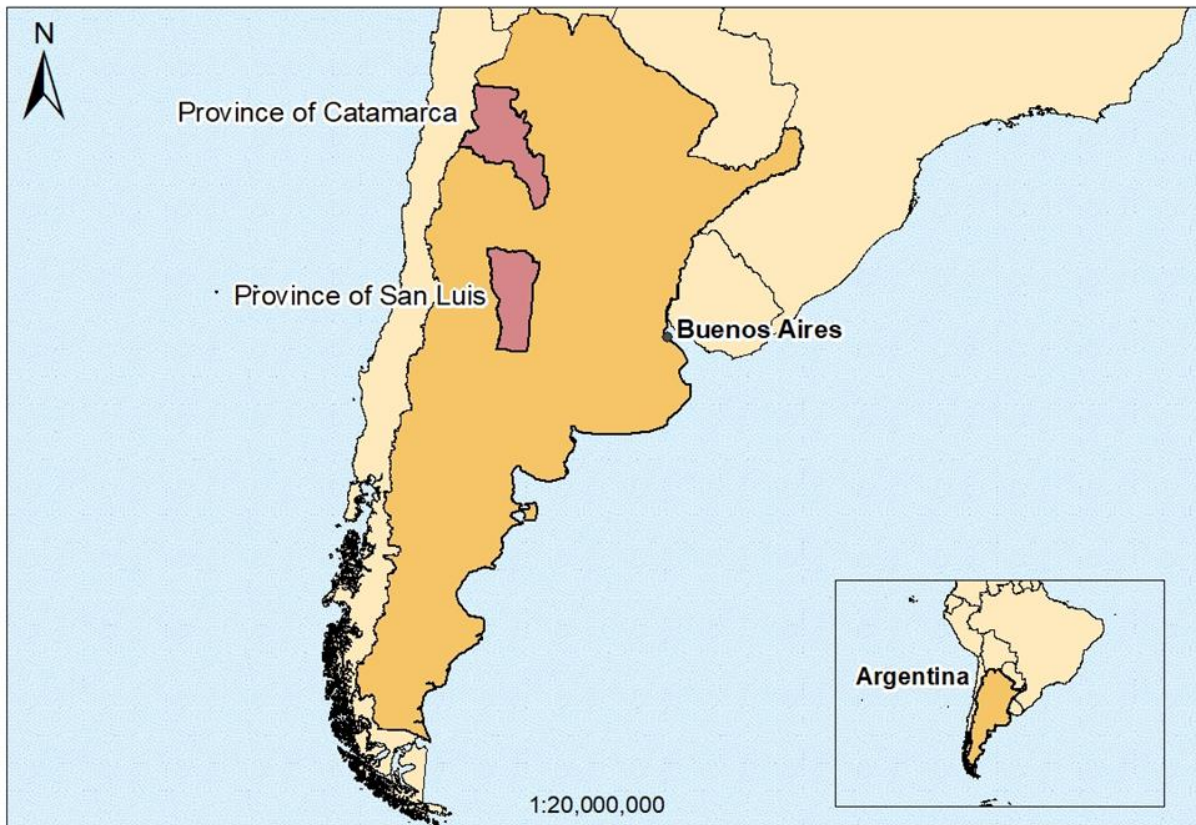 N
Province of Catamarca
Province of San Luis
Buenos Aires
Argentina
1:20,000,000